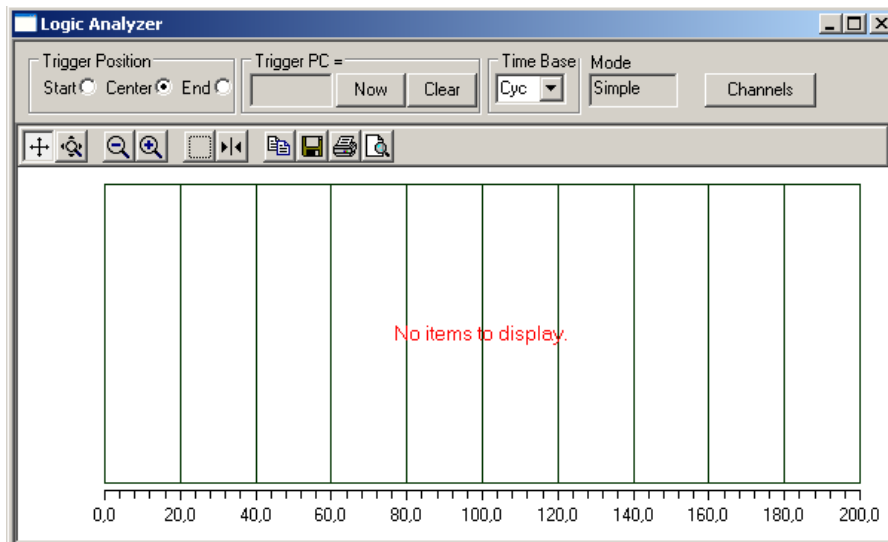 Logic Analyzer
Trigger Position
Start Center End
Trigger PC =
Now Clear
Time Base
Cyc
Mode
Simple
Channels
No items to display.
0,0 20,0 40,0 60,0 80,0 100,0 120,0 140,0 160,0 180,0 200,0